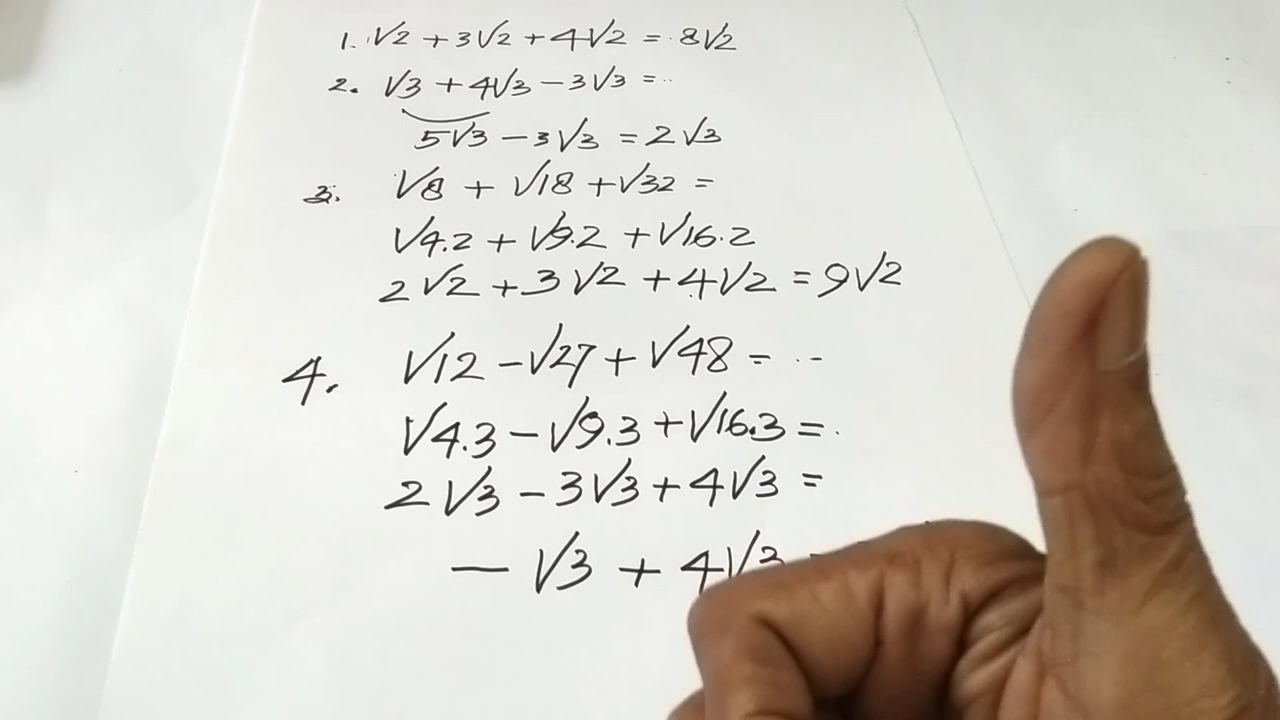 1. √2 + 3√2 + 4√2 = 8√2
2. √3 + 4√3 - 3√3 = ..
5√3 - 3√3 = 2√3
3. √8 + √18 + √32 =
√4.2 + √9.2 + √16.2
2√2 + 3√2 + 4√2 = 9√2
4. √12 - √27 + √48 = ..
√4.3 - √9.3 + √16.3 = .
2√3 - 3√3 + 4√3 =
- √3 + 4√3